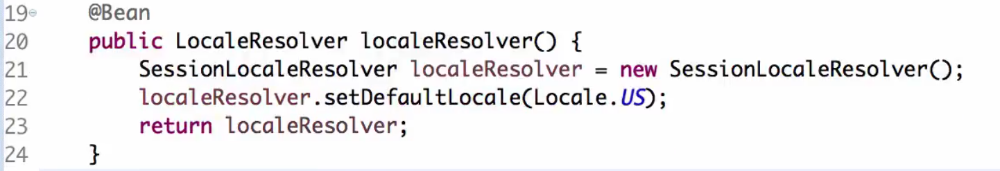 19 @Bean
20 public LocaleResolver localeResolver() {
21 SessionLocaleResolver localeResolver = new SessionLocaleResolver();
22 localeResolver.setDefaultLocale(Locale.US);
23 return localeResolver;
24 }